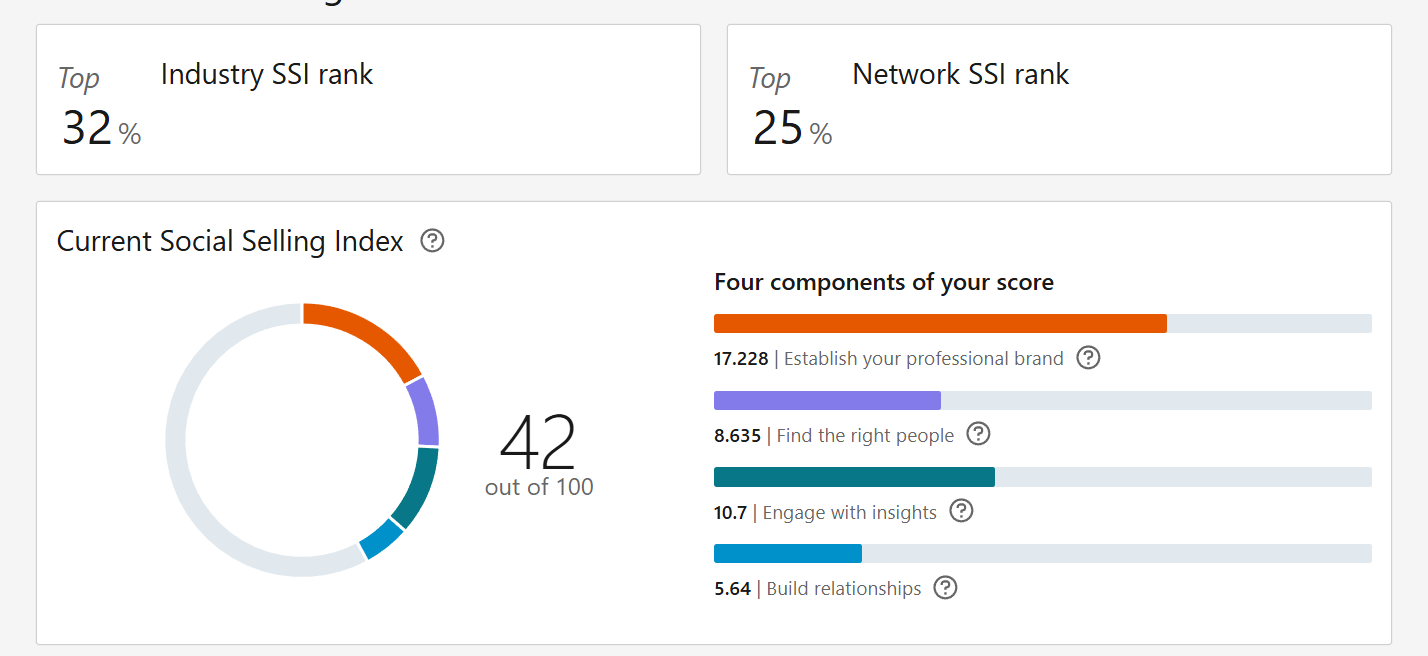 Top Industry SSI rank
32 %
Top Network SSI rank
25 %
Current Social Selling Index
42
out of 100
Four components of your score
17.228 | Establish your professional brand
8.635 | Find the right people
10.7 | Engage with insights
5.64 | Build relationships